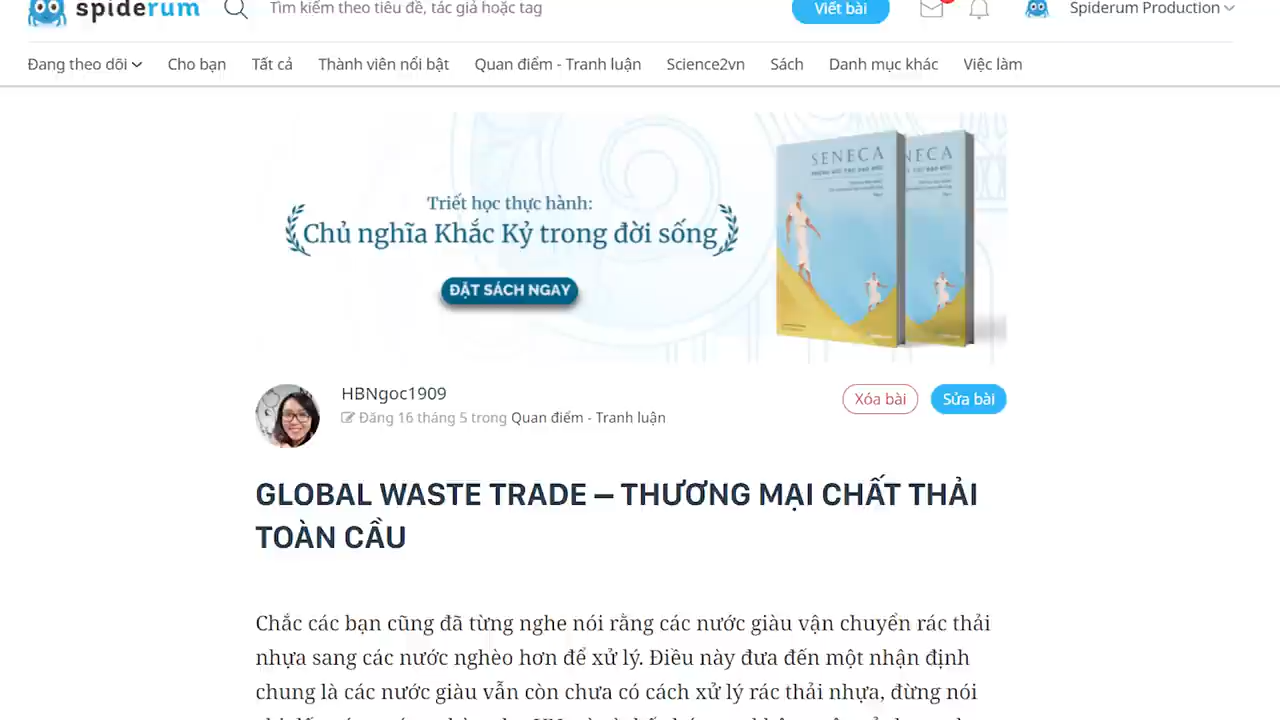 spiderum
Tìm kiếm theo tiêu đề, tác giả hoặc tag
Viết bài
Spiderum Production
Đang theo dõi
Cho bạn
Tất cả
Thành viên nổi bật
Quan điểm - Tranh luận
Science2vn
Sách
Danh mục khác
Việc làm
Triết học thực hành:
Chủ nghĩa Khắc Kỷ trong đời sống
ĐẶT SÁCH NGAY
SENECA
HBNgoc1909
Đăng 16 tháng 5 trong Quan điểm - Tranh luận
Xóa bài
Sửa bài
GLOBAL WASTE TRADE – THƯƠNG MẠI CHẤT THẢI
TOÀN CẦU
Chắc các bạn cũng đã từng nghe nói rằng các nước giàu vận chuyển rác thải
nhựa sang các nước nghèo hơn để xử lý. Điều này đưa đến một nhận định
chung là các nước giàu vẫn còn chưa có cách xử lý rác thải nhựa, đừng nói